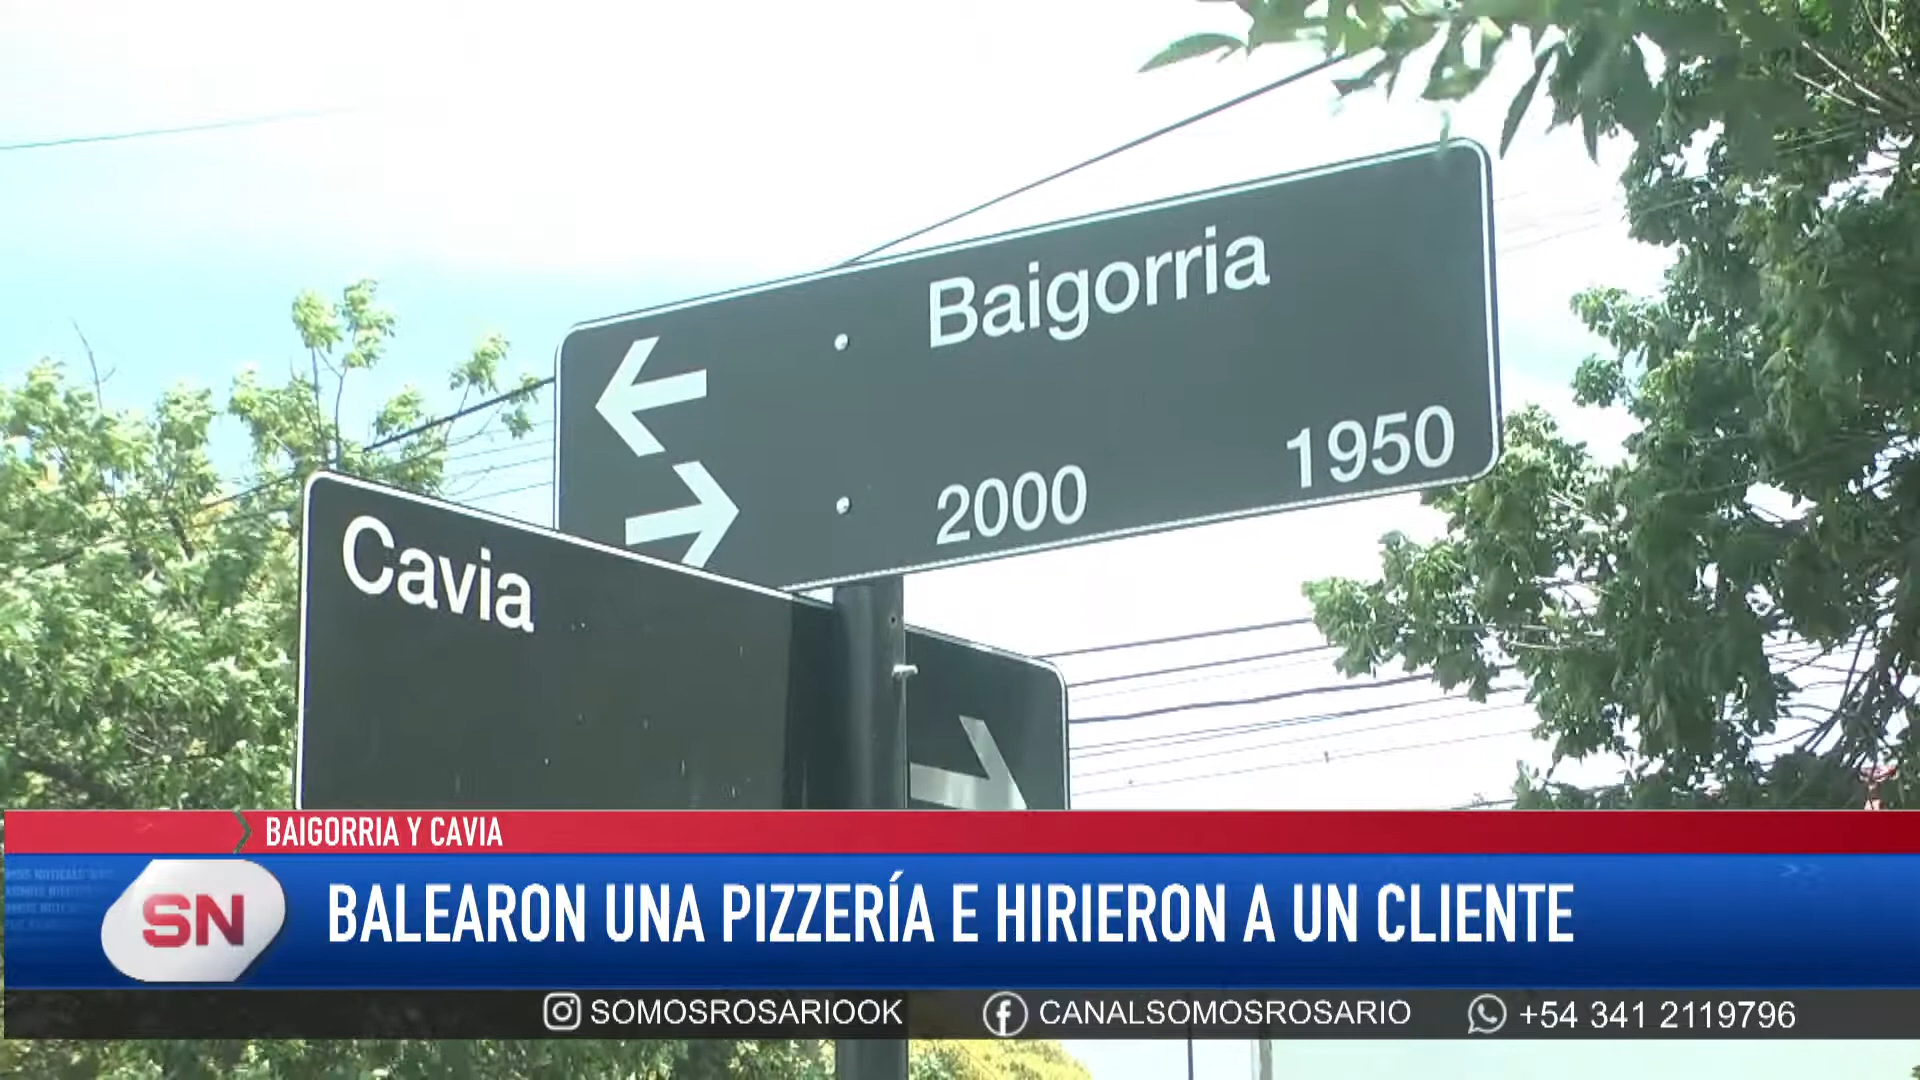 Baigorria
2000 1950
Cavia
BAIGORRIA Y CAVIA
SN
BALEARON UNA PIZZERÍA E HIRIERON A UN CLIENTE
SOMOSROSARIOOK CANALSOMOSROSARIO +54 341 2119796